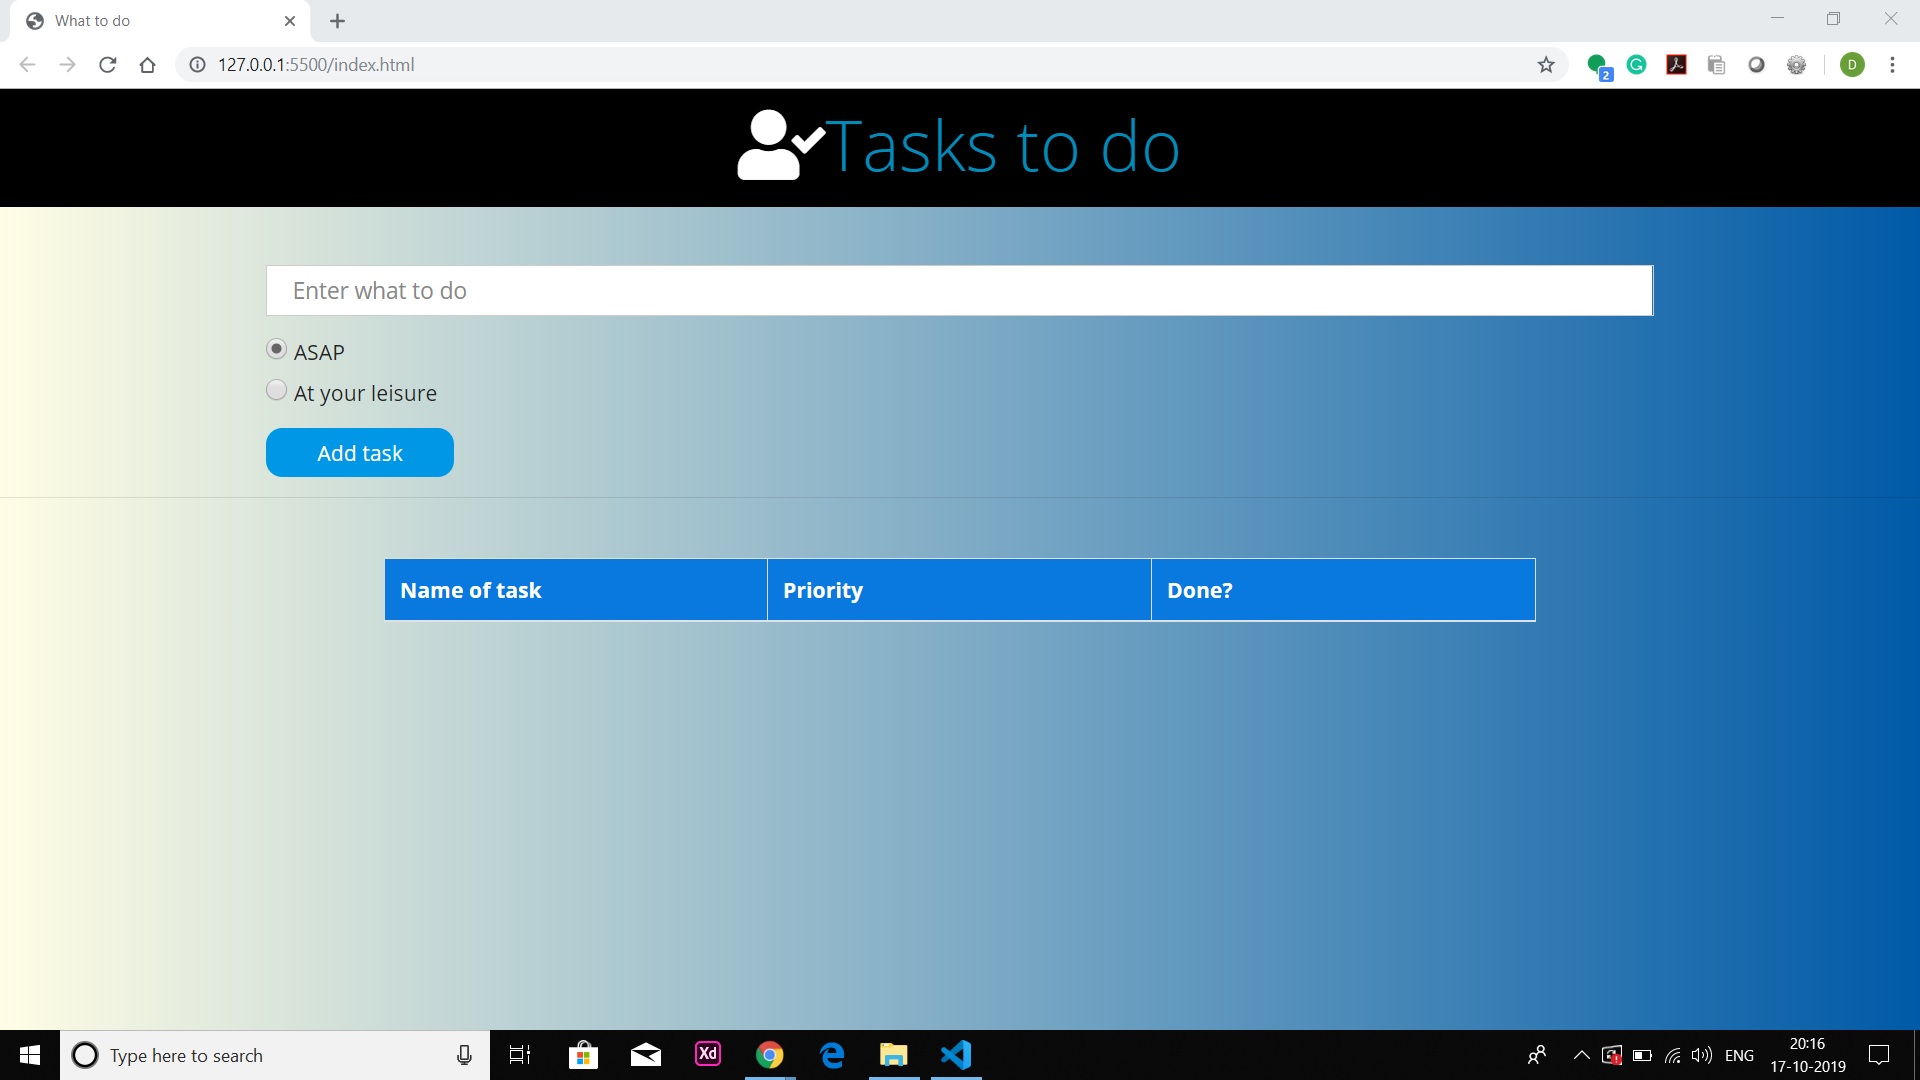 What to do
127.0.0.1:5500/index.html
2
D
Tasks to do
Enter what to do
ASAP
At your leisure
Add task
Name of task Priority Done?
Type here to search
Xd
ENG
20:16
17-10-2019